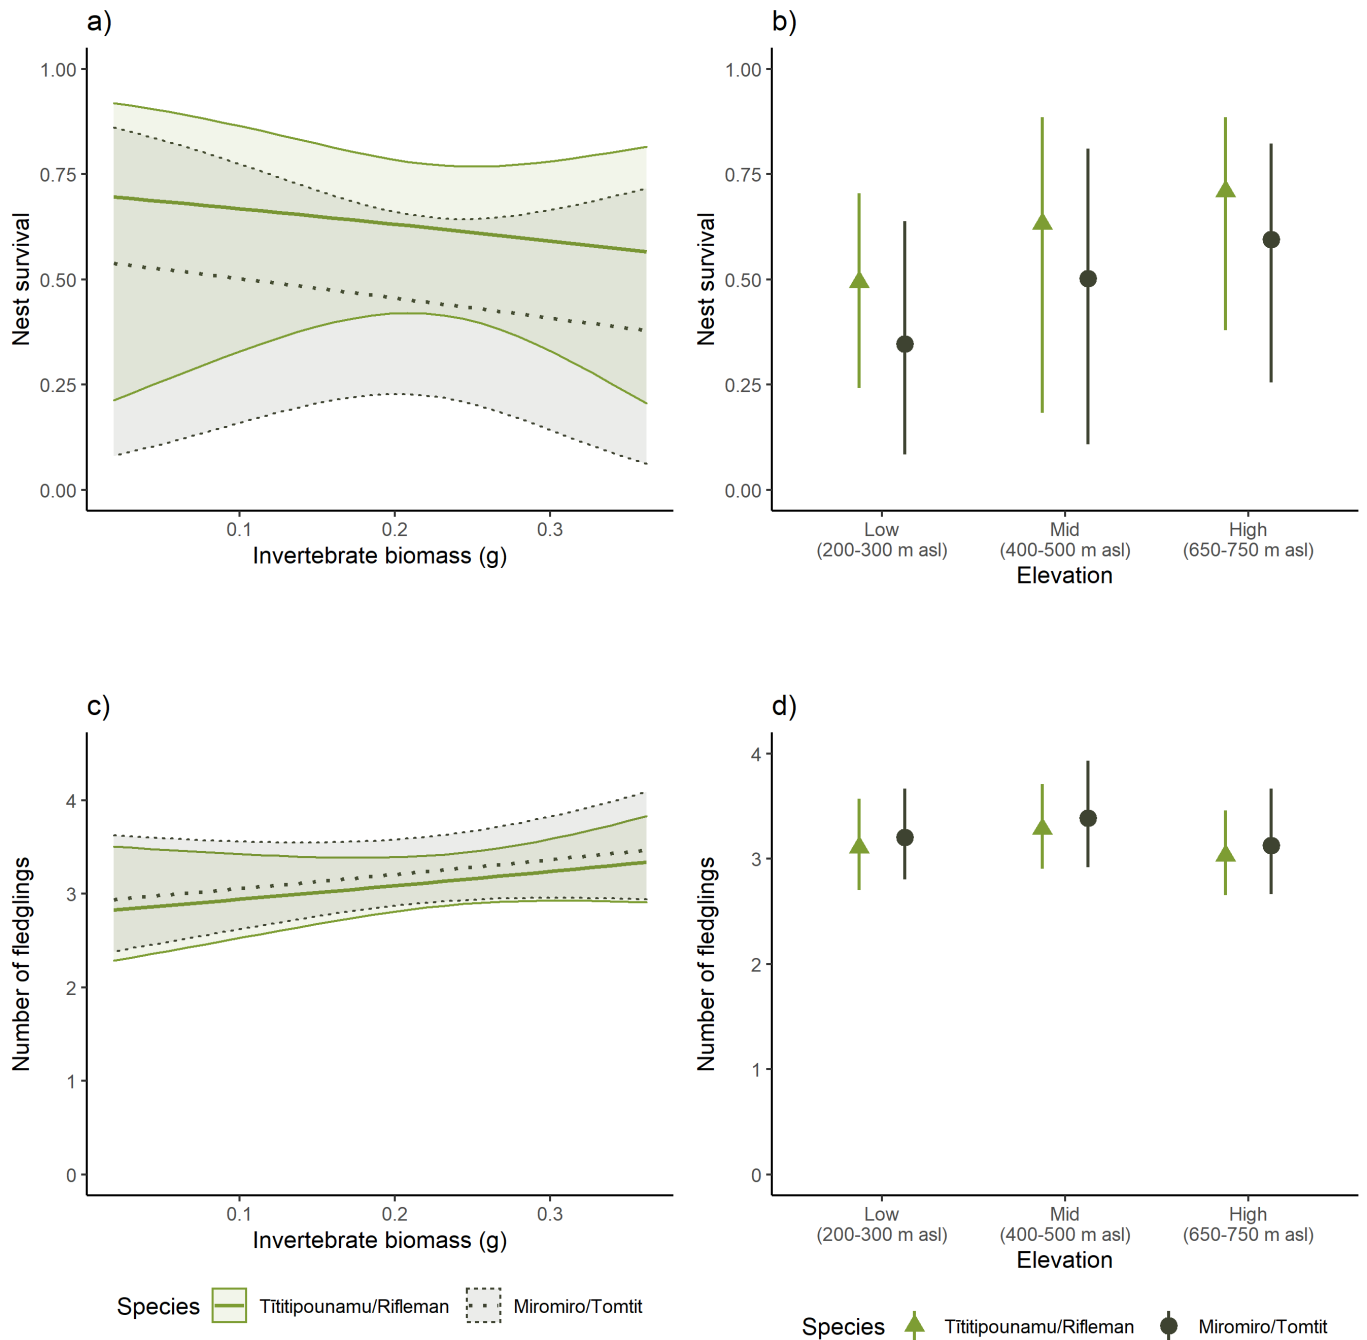 a)
1.00
0.75
0.50
0.25
0.00
Nest survival
0.1 0.2 0.3
Invertebrate biomass (g)
b)
1.00
0.75
0.50
0.25
0.00
Nest survival
Low Mid High
(200-300 m asl) (400-500 m asl) (650-750 m asl)
Elevation
c)
4
3
2
1
0
Number of fledglings
0.1 0.2 0.3
Invertebrate biomass (g)
Species Tītitipounamu/Rifleman Miromiro/Tomtit
d)
4
3
2
1
0
Number of fledglings
Low Mid High
(200-300 m asl) (400-500 m asl) (650-750 m asl)
Elevation
Species Tītitipounamu/Rifleman Miromiro/Tomtit